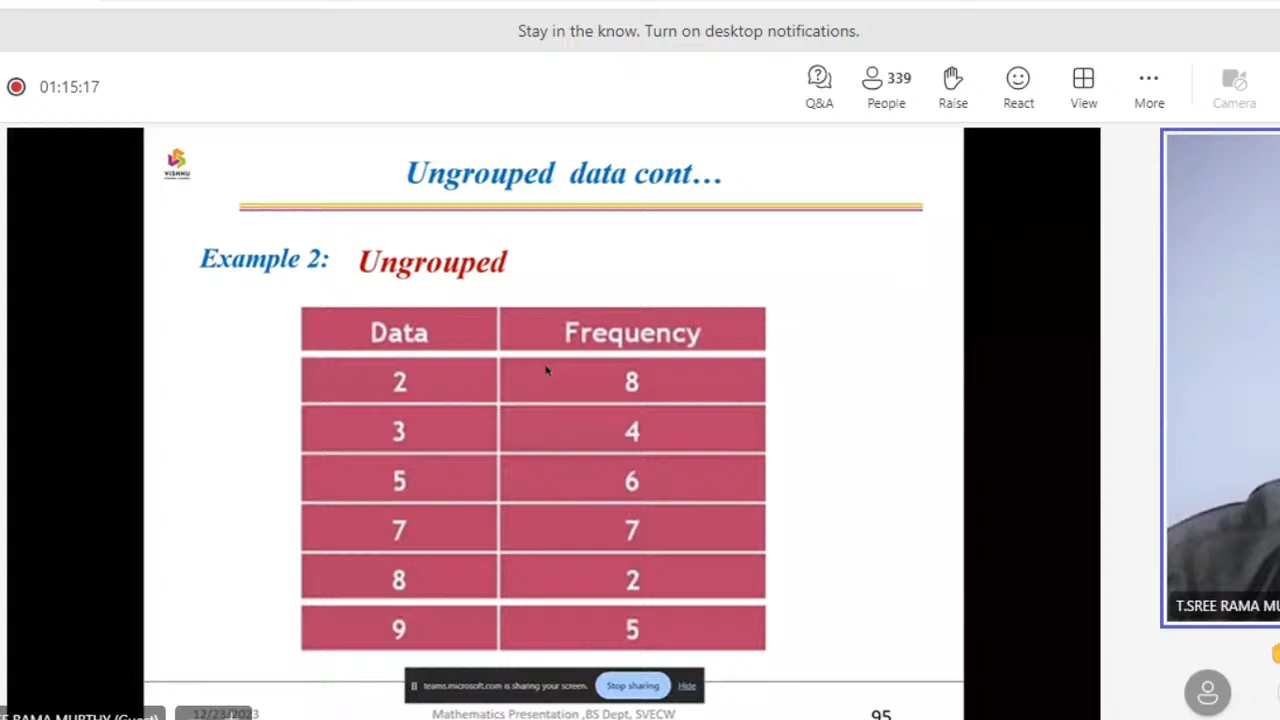 Stay in the know. Turn on desktop notifications.
01:15:17
Q&A
339
People
Raise
React
View
More
Camera
VISHNU
Ungrouped data cont...
Example 2: Ungrouped
Data Frequency
2 8
3 4
5 6
7 7
8 2
9 5
T.SREE RAMA MU
teams.microsoft.com is sharing your screen. Stop sharing Hide
RAMA MURTHY (Guest)
12/23/2023 Mathematics Presentation ,BS Dept, SVECW 95